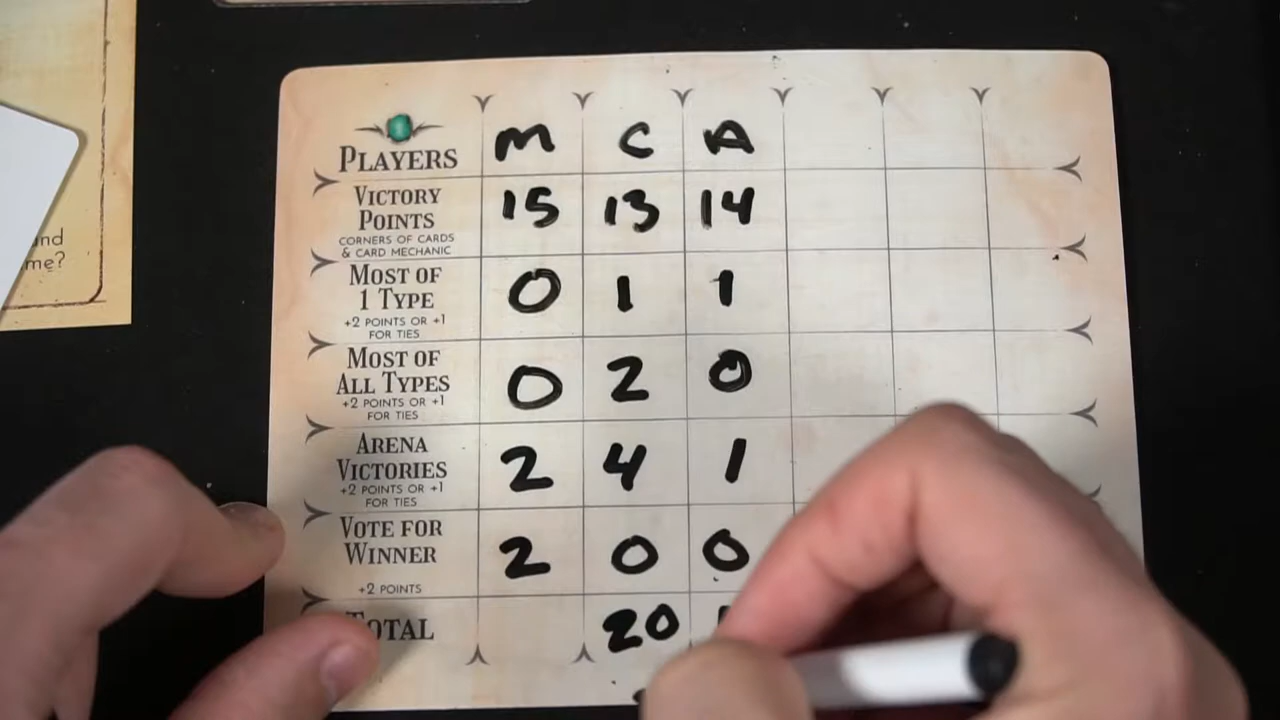 PLAYERS M C A
VICTORY
POINTS 15 13 14
CORNERS OF CARDS
& CARD MECHANIC
MOST OF
1 TYPE 0 1 1
+2 POINTS OR +1
FOR TIES
MOST OF
ALL TYPES 0 2 0
+2 POINTS OR +1
FOR TIES
ARENA
VICTORIES 2 4 1
+2 POINTS OR +1
FOR TIES
VOTE FOR
WINNER 2 0 0
+2 POINTS
TOTAL 20
me?